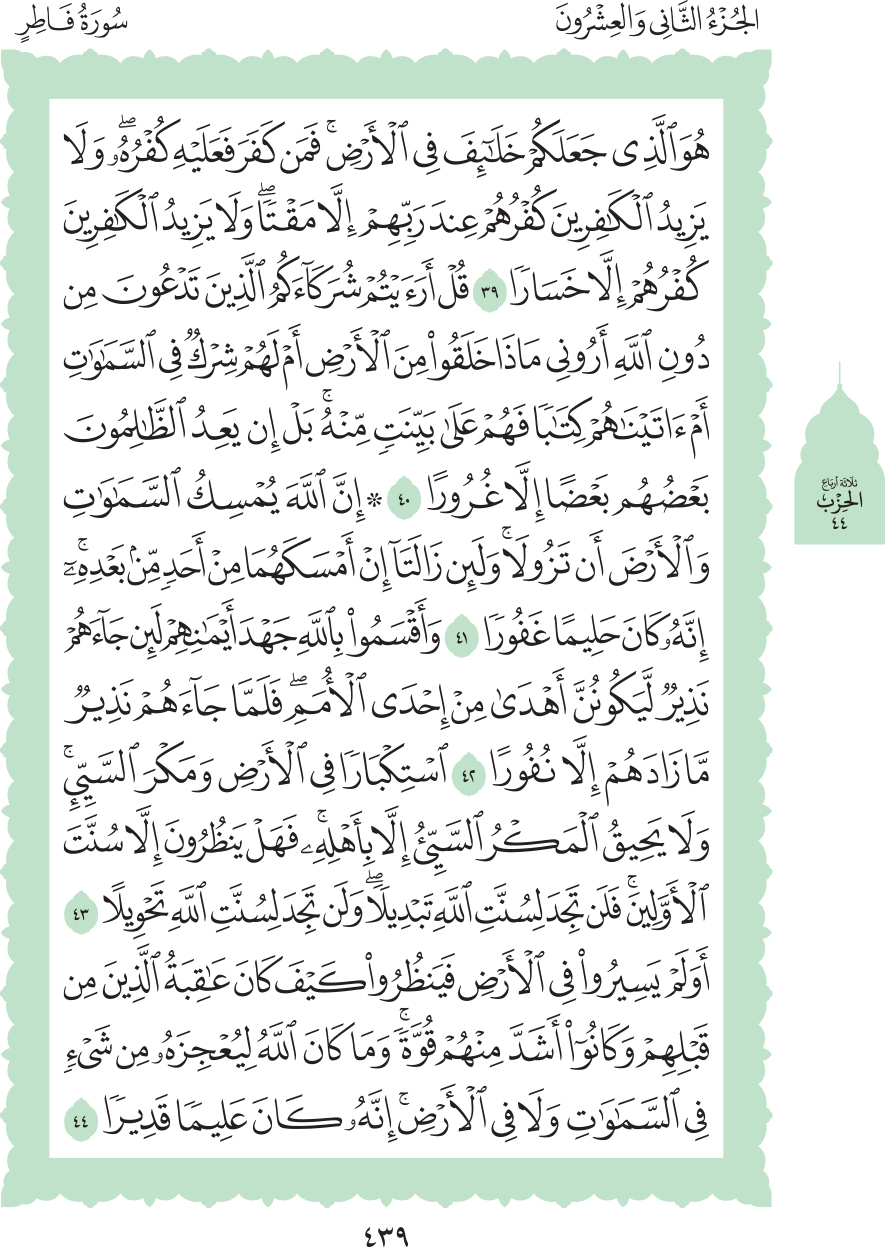 الجُزْءُ الثَّانِي وَالعِشْرُونَ
سُورَةُ فَاطِرٍ
هُوَ ٱلَّذِى جَعَلَكُمْ خَلَٰٓئِفَ فِى ٱلْأَرْضِ ۚ فَمَن كَفَرَ فَعَلَيْهِ كُفْرُهُۥ ۖ وَلَا
يَزِيدُ ٱلْكَٰفِرِينَ كُفْرُهُمْ عِندَ رَبِّهِمْ إِلَّا مَقْتًا ۖ وَلَا يَزِيدُ ٱلْكَٰفِرِينَ
كُفْرُهُمْ إِلَّا خَسَارًا ٣٩ قُلْ أَرَءَيْتُمْ شُرَكَآءَكُمُ ٱلَّذِينَ تَدْعُونَ مِن
دُونِ ٱللَّهِ أَرُونِى مَاذَا خَلَقُوا۟ مِنَ ٱلْأَرْضِ أَمْ لَهُمْ شِرْكٌ فِى ٱلسَّمَٰوَٰتِ
أَمْ ءَاتَيْنَٰهُمْ كِتَٰبًا فَهُمْ عَلَىٰ بَيِّنَتٍ مِّنْهُ ۚ بَلْ إِن يَعِدُ ٱلظَّٰلِمُونَ
بَعْضُهُم بَعْضًا إِلَّا غُرُورًا ٤٠ * إِنَّ ٱللَّهَ يُمْسِكُ ٱلسَّمَٰوَٰتِ
وَٱلْأَرْضَ أَن تَزُولَا ۚ وَلَئِن زَالَتَآ إِنْ أَمْسَكَهُمَا مِنْ أَحَدٍ مِّنۢ بَعْدِهِۦٓ ۚ
إِنَّهُۥ كَانَ حَلِيمًا غَفُورًا ٤١ وَأَقْسَمُوا۟ بِٱللَّهِ جَهْدَ أَيْمَٰنِهِمْ لَئِن جَآءَهُمْ
نَذِيرٌ لَّيَكُونُنَّ أَهْدَىٰ مِنْ إِحْدَى ٱلْأُمَمِ ۖ فَلَمَّا جَآءَهُمْ نَذِيرٌ
مَّا زَادَهُمْ إِلَّا نُفُورًا ٤٢ ٱسْتِكْبَارًا فِى ٱلْأَرْضِ وَمَكْرَ ٱلسَّيِّئِ ۚ
وَلَا يَحِيقُ ٱلْمَكْرُ ٱلسَّيِّئُ إِلَّا بِأَهْلِهِۦ ۚ فَهَلْ يَنظُرُونَ إِلَّا سُنَّتَ
ٱلْأَوَّلِينَ ۚ فَلَن تَجِدَ لِسُنَّتِ ٱللَّهِ تَبْدِيلًا ۖ وَلَن تَجِدَ لِسُنَّتِ ٱللَّهِ تَحْوِيلًا ٤٣
أَوَلَمْ يَسِيرُوا۟ فِى ٱلْأَرْضِ فَيَنظُرُوا۟ كَيْفَ كَانَ عَٰقِبَةُ ٱلَّذِينَ مِن
قَبْلِهِمْ وَكَانُوٓا۟ أَشَدَّ مِنْهُمْ قُوَّةً ۚ وَمَا كَانَ ٱللَّهُ لِيُعْجِزَهُۥ مِن شَىْءٍ
فِى ٱلسَّمَٰوَٰتِ وَلَا فِى ٱلْأَرْضِ ۚ إِنَّهُۥ كَانَ عَلِيمًا قَدِيرًا ٤٤
ثلاثة أرباع
الحِزْب
٤٤
٤٣٩